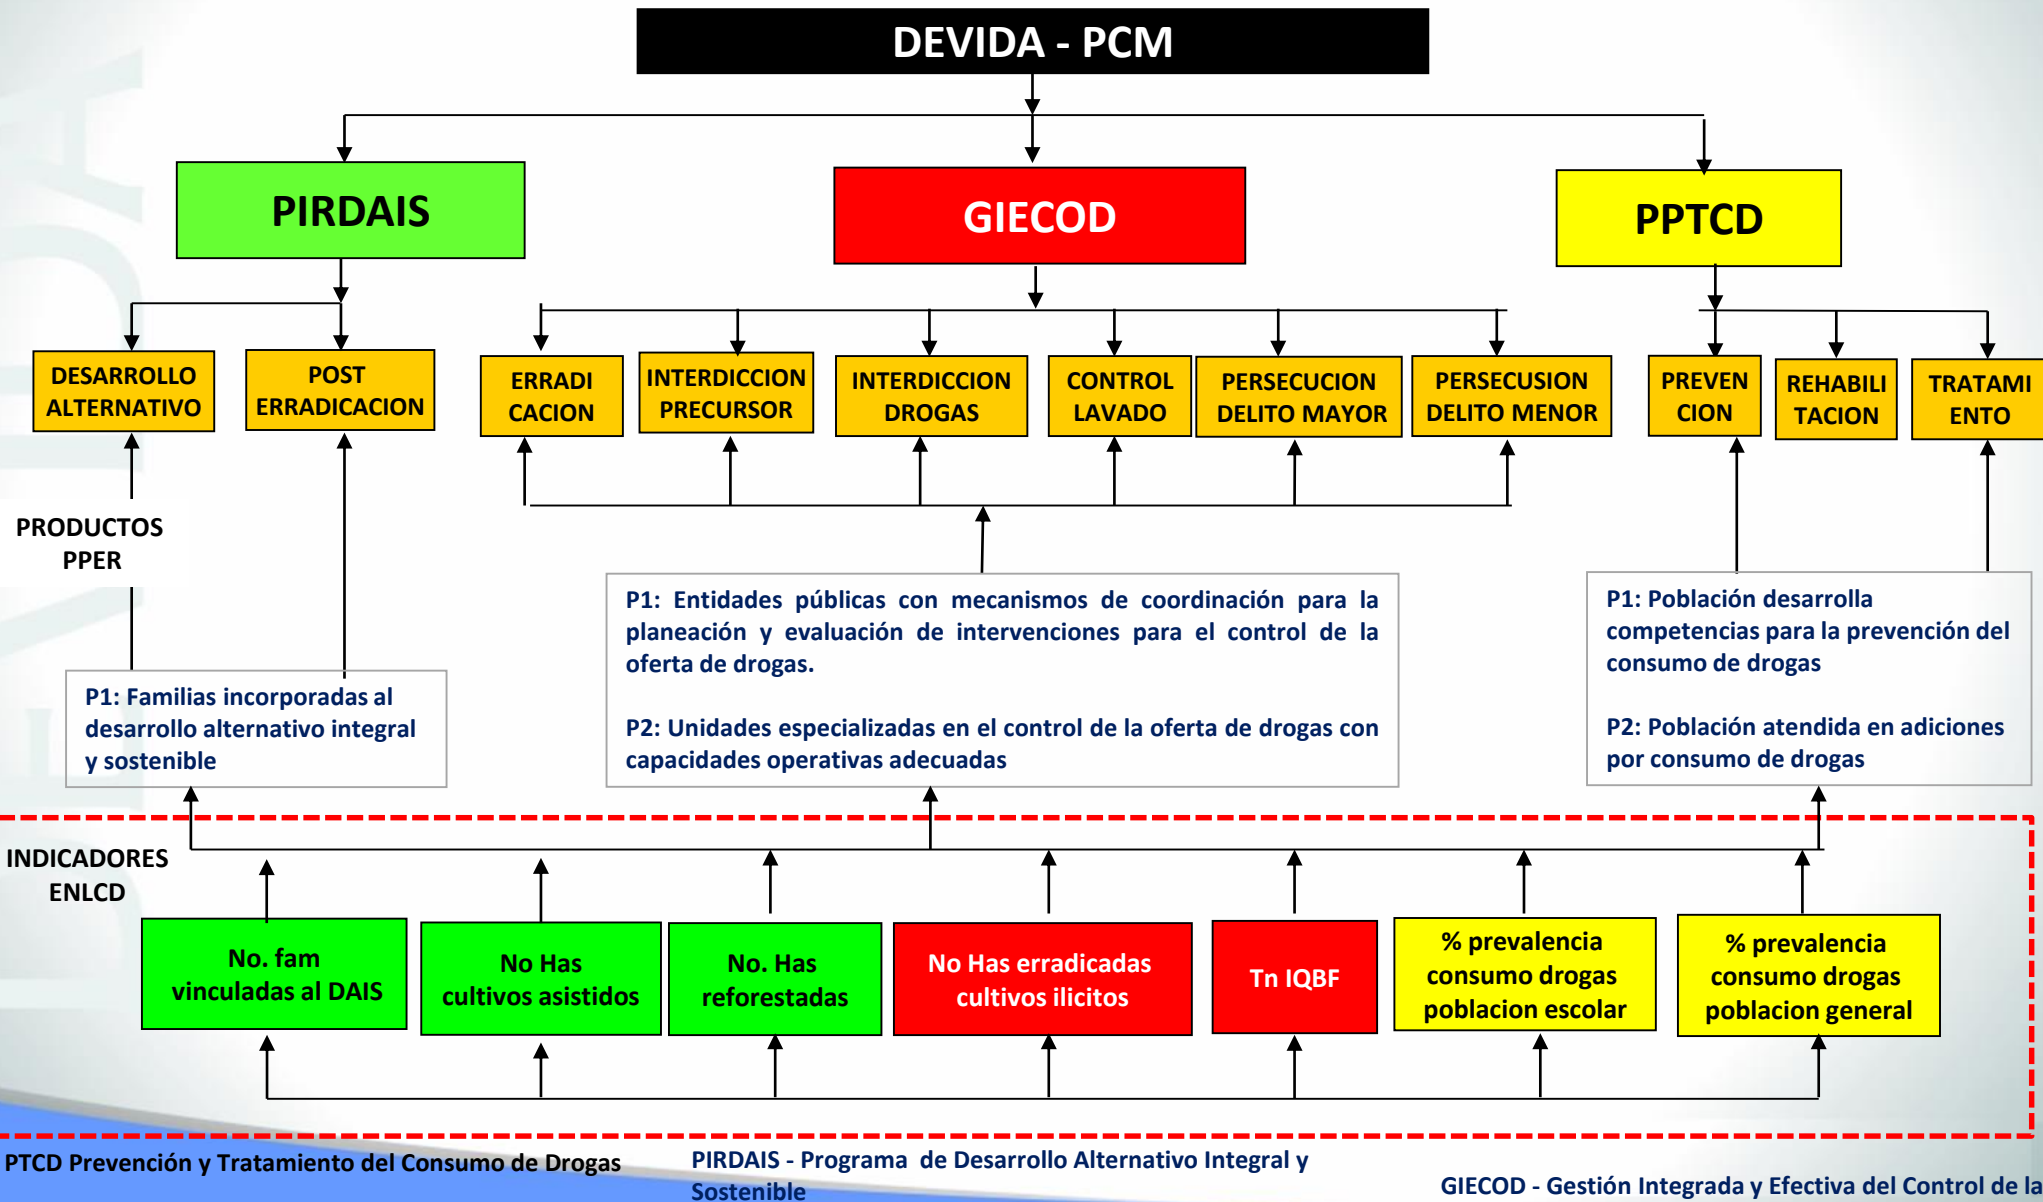 DEVIDA - PCM
PIRDAIS
GIECOD
PPTCD
DESARROLLO
ALTERNATIVO
POST
ERRADICACION
ERRADI
CACION
INTERDICCION
PRECURSOR
INTERDICCION
DROGAS
CONTROL
LAVADO
PERSECUCION
DELITO MAYOR
PERSECUSION
DELITO MENOR
PREVEN
CION
REHABILI
TACION
TRATAMI
ENTO
PRODUCTOS
PPER
P1: Familias incorporadas al
desarrollo alternativo integral
y sostenible
P1: Entidades públicas con mecanismos de coordinación para la
planeación y evaluación de intervenciones para el control de la
oferta de drogas.
P2: Unidades especializadas en el control de la oferta de drogas con
capacidades operativas adecuadas
P1: Población desarrolla
competencias para la prevención del
consumo de drogas
P2: Población atendida en adiciones
por consumo de drogas
INDICADORES
ENLCD
No. fam
vinculadas al DAIS
No Has
cultivos asistidos
No. Has
reforestadas
No Has erradicadas
cultivos ilicitos
Tn IQBF
% prevalencia
consumo drogas
poblacion escolar
% prevalencia
consumo drogas
poblacion general
PTCD Prevención y Tratamiento del Consumo de Drogas
PIRDAIS - Programa de Desarrollo Alternativo Integral y
Sostenible
GIECOD - Gestión Integrada y Efectiva del Control de la
DEVIDA